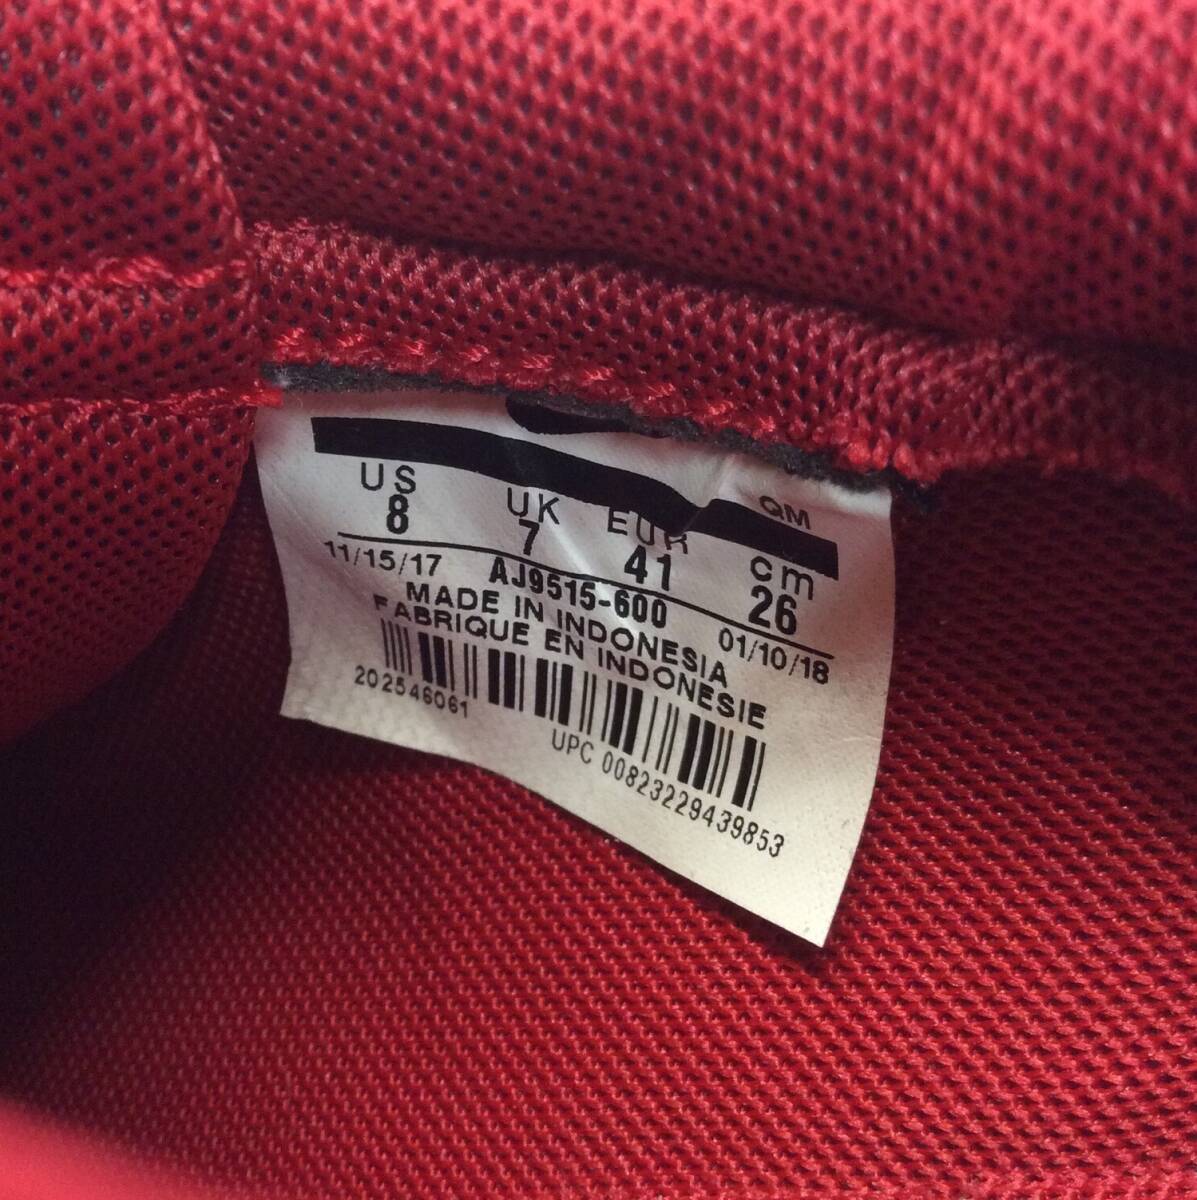 QM
US UK EUR cm
8 7 41 26
11/15/17 AJ9515-600 01/10/18
MADE IN INDONESIA
FABRIQUE EN INDONESIE
202546061
UPC 00823229439853